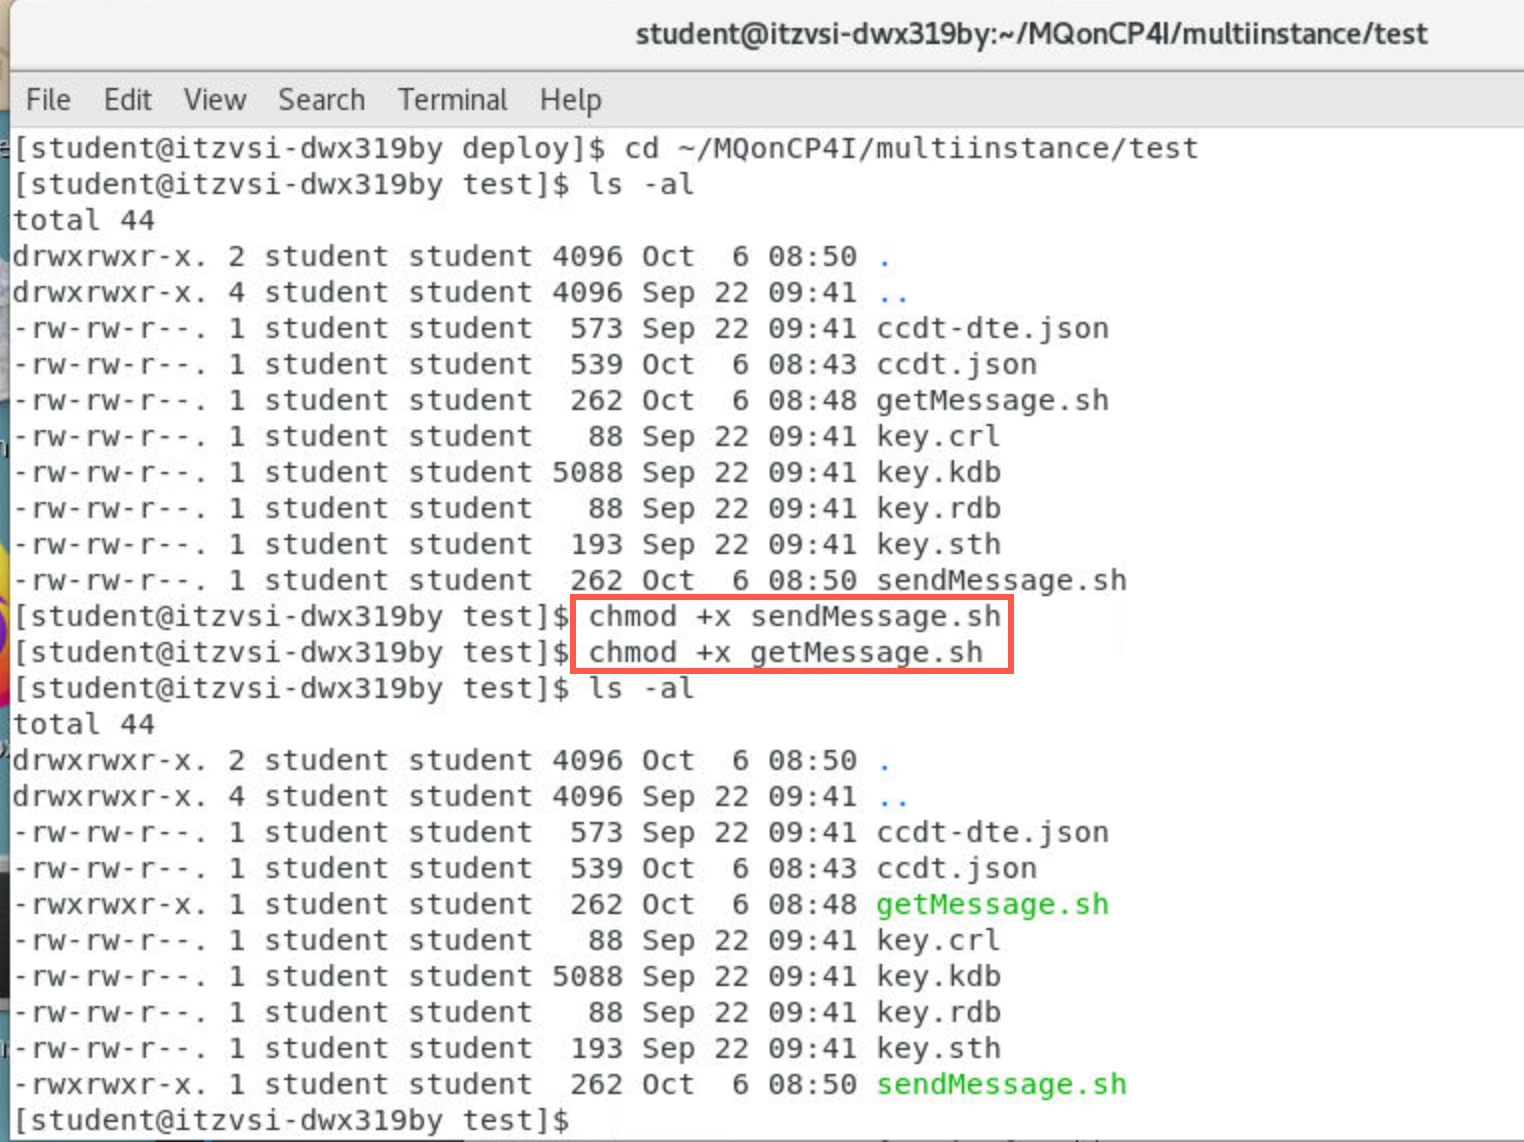 student@itzvsi-dwx319by:~/MQonCP4I/multiinstance/test
File Edit View Search Terminal Help
[student@itzvsi-dwx319by deploy]$ cd ~/MQonCP4I/multiinstance/test
[student@itzvsi-dwx319by test]$ ls -al
total 44
drwxrwxr-x. 2 student student 4096 Oct  6 08:50 .
drwxrwxr-x. 4 student student 4096 Sep 22 09:41 ..
-rw-rw-r--. 1 student student  573 Sep 22 09:41 ccdt-dte.json
-rw-rw-r--. 1 student student  539 Oct  6 08:43 ccdt.json
-rw-rw-r--. 1 student student  262 Oct  6 08:48 getMessage.sh
-rw-rw-r--. 1 student student   88 Sep 22 09:41 key.crl
-rw-rw-r--. 1 student student 5088 Sep 22 09:41 key.kdb
-rw-rw-r--. 1 student student   88 Sep 22 09:41 key.rdb
-rw-rw-r--. 1 student student  193 Sep 22 09:41 key.sth
-rw-rw-r--. 1 student student  262 Oct  6 08:50 sendMessage.sh
[student@itzvsi-dwx319by test]$ chmod +x sendMessage.sh
[student@itzvsi-dwx319by test]$ chmod +x getMessage.sh
[student@itzvsi-dwx319by test]$ ls -al
total 44
drwxrwxr-x. 2 student student 4096 Oct  6 08:50 .
drwxrwxr-x. 4 student student 4096 Sep 22 09:41 ..
-rw-rw-r--. 1 student student  573 Sep 22 09:41 ccdt-dte.json
-rw-rw-r--. 1 student student  539 Oct  6 08:43 ccdt.json
-rwxrwxr-x. 1 student student  262 Oct  6 08:48 getMessage.sh
-rw-rw-r--. 1 student student   88 Sep 22 09:41 key.crl
-rw-rw-r--. 1 student student 5088 Sep 22 09:41 key.kdb
-rw-rw-r--. 1 student student   88 Sep 22 09:41 key.rdb
-rw-rw-r--. 1 student student  193 Sep 22 09:41 key.sth
-rwxrwxr-x. 1 student student  262 Oct  6 08:50 sendMessage.sh
[student@itzvsi-dwx319by test]$